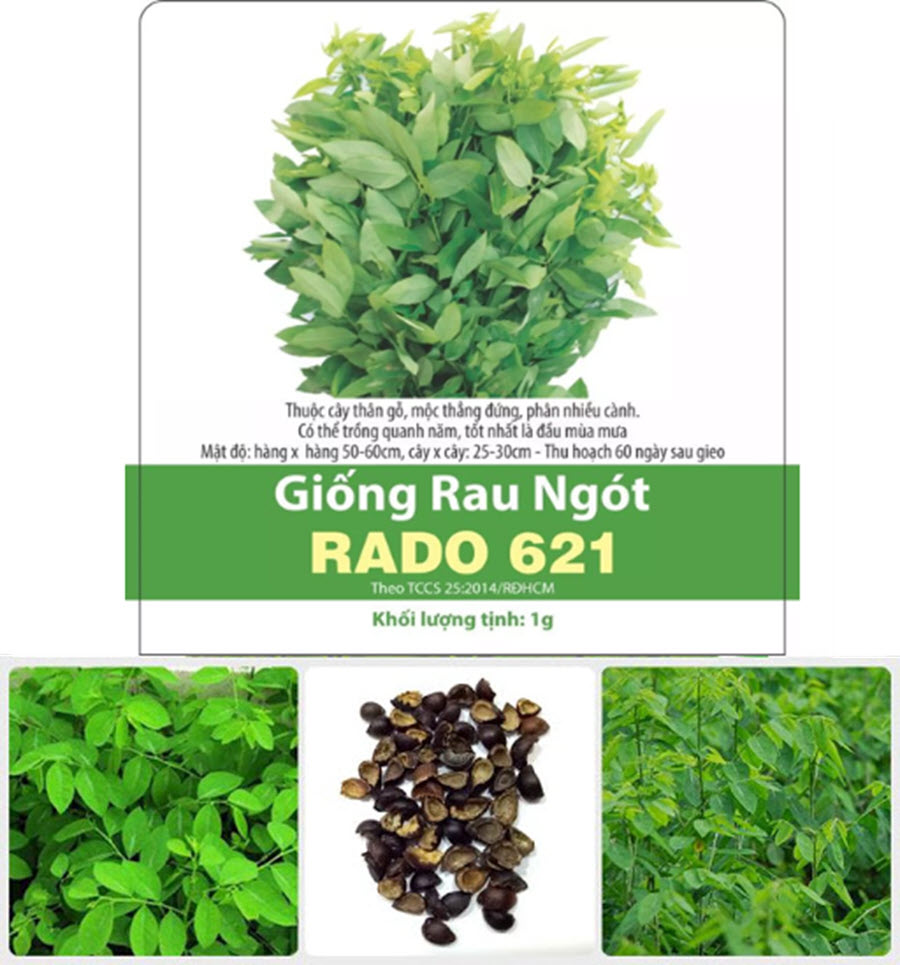 Thuộc cây thân gỗ, mộc thẳng đứng, phân nhiều cành.
Có thể trồng quanh năm, tốt nhất là đầu mùa mưa
Mật độ: hàng x hàng 50-60cm, cây x cây: 25-30cm - Thu hoạch 60 ngày sau gieo
Giống Rau Ngót
RADO 621
Theo TCCS 25:2014/RĐHCM
Khối lượng tịnh: 1g